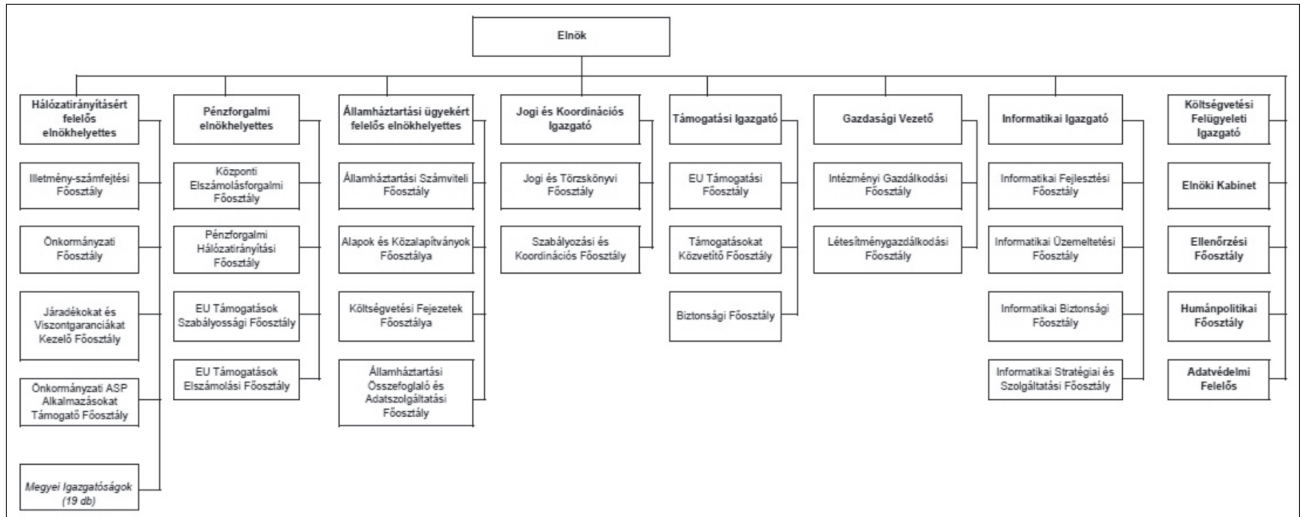 Elnök
Hálózatirányításért
felelős
elnökhelyettes
Illetmény-számfejtési
Főosztály
Önkormányzati
Főosztály
Járadékokat és
Viszontgaranciákat
Kezelő Főosztály
Önkormányzati ASP
Alkalmazásokat
Támogató Főosztály
Megyei Igazgatóságok
(19 db)
Pénzforgalmi
elnökhelyettes
Központi
Elszámolásforgalmi
Főosztály
Pénzforgalmi
Hálózatirányítási
Főosztály
EU Támogatások
Szabályossági Főosztály
EU Támogatások
Elszámolási Főosztály
Államháztartási ügyekért
felelős elnökhelyettes
Államháztartási Számviteli
Főosztály
Alapok és Közalapítványok
Főosztálya
Költségvetési Fejezetek
Főosztálya
Államháztartási
Összefoglaló és
Adatszolgáltatási
Főosztály
Jogi és Koordinációs
Igazgató
Jogi és Törzskönyvi
Főosztály
Szabályozási és
Koordinációs Főosztály
Támogatási Igazgató
EU Támogatási
Főosztály
Támogatásokat
Közvetítő Főosztály
Biztonsági Főosztály
Gazdasági Vezető
Intézményi Gazdálkodási
Főosztály
Létesítménygazdálkodási
Főosztály
Informatikai Igazgató
Informatikai Fejlesztési
Főosztály
Informatikai Üzemeltetési
Főosztály
Informatikai Biztonsági
Főosztály
Informatikai Stratégiai és
Szolgáltatási Főosztály
Költségvetési
Felügyeleti
Igazgató
Elnöki Kabinet
Ellenőrzési
Főosztály
Humánpolitikai
Főosztály
Adatvédelmi
Felelős